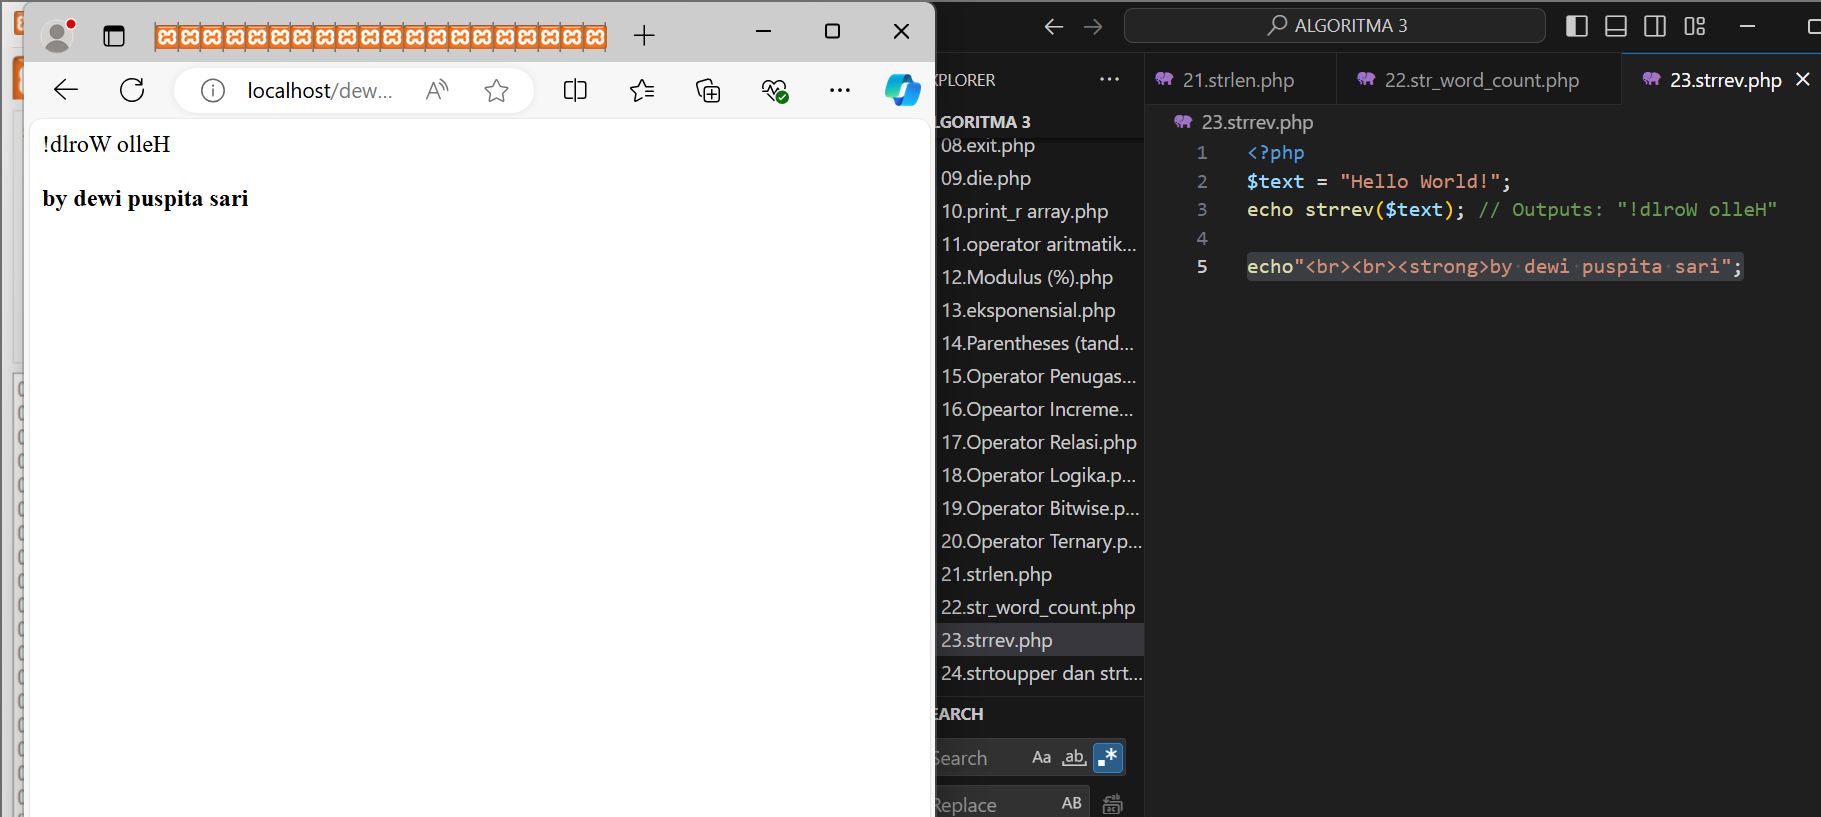 localhost/dew...
!dlroW olleH
by dewi puspita sari
ALGORITMA 3
XPLORER
LGORITMA 3
08.exit.php
09.die.php
10.print_r array.php
11.operator aritmatik...
12.Modulus (%).php
13.eksponensial.php
14.Parentheses (tand...
15.Operator Penugas...
16.Opeartor Increme...
17.Operator Relasi.php
18.Operator Logika.p...
19.Operator Bitwise.p...
20.Operator Ternary.p...
21.strlen.php
22.str_word_count.php
23.strrev.php
24.strtoupper dan strt...
EARCH
Search Aa ab
Replace AB
21.strlen.php 22.str_word_count.php 23.strrev.php
23.strrev.php
1 <?php
2 $text = "Hello World!";
3 echo strrev($text); // Outputs: "!dlroW olleH"
4
5 echo"<br><br><strong>by dewi puspita sari";